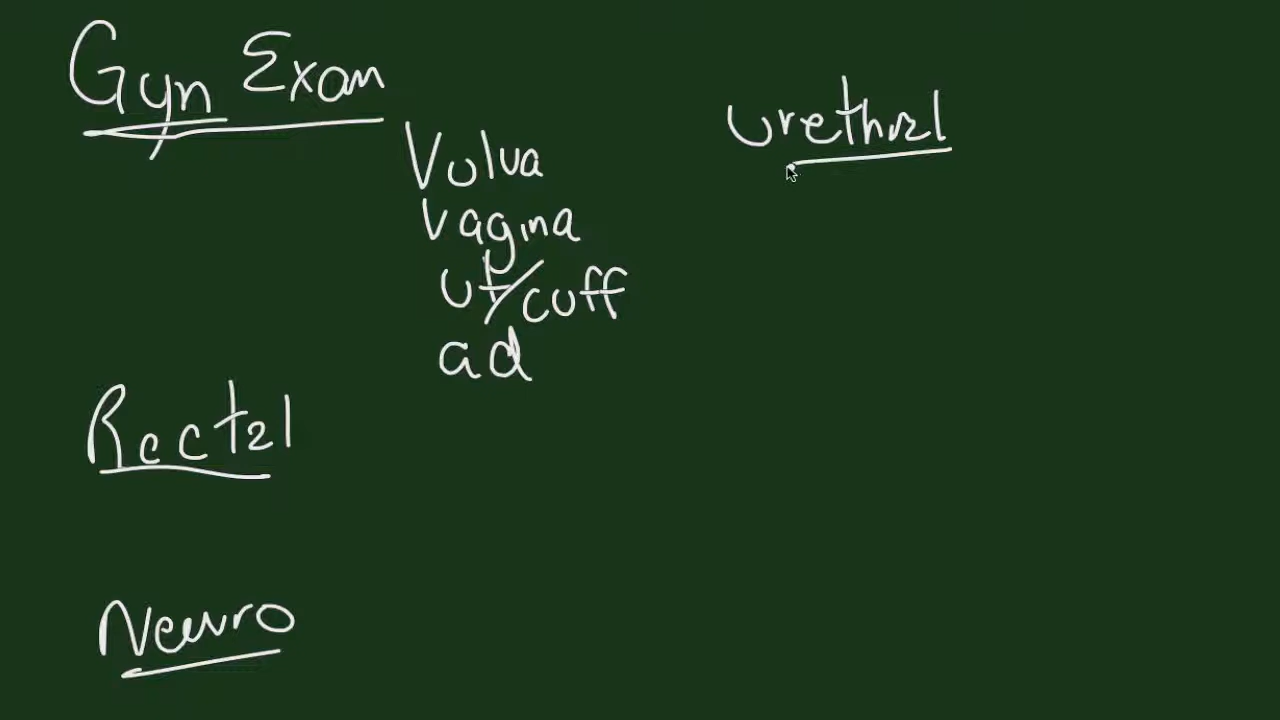 Gyn Exam
Vulva
Vagina
ut/cuff
ad
Rectal
Neuro
urethral